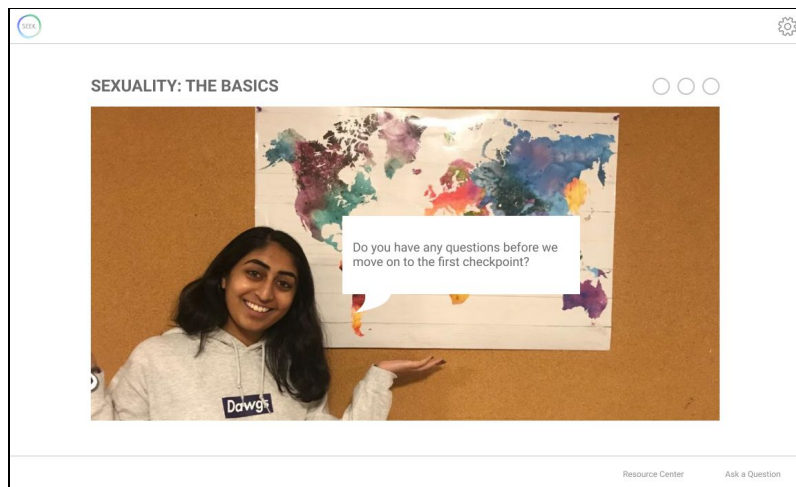 SEEK
SEXUALITY: THE BASICS
Do you have any questions before we
move on to the first checkpoint?
Dawgs
Resource Center
Ask a Question